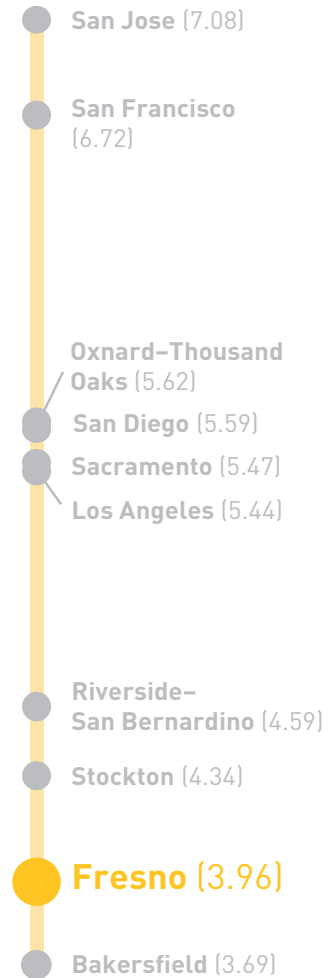 San Jose (7.08)
San Francisco
(6.72)
Oxnard–Thousand
Oaks (5.62)
San Diego (5.59)
Sacramento (5.47)
Los Angeles (5.44)
Riverside–
San Bernardino (4.59)
Stockton (4.34)
Fresno (3.96)
Bakersfield (3.69)